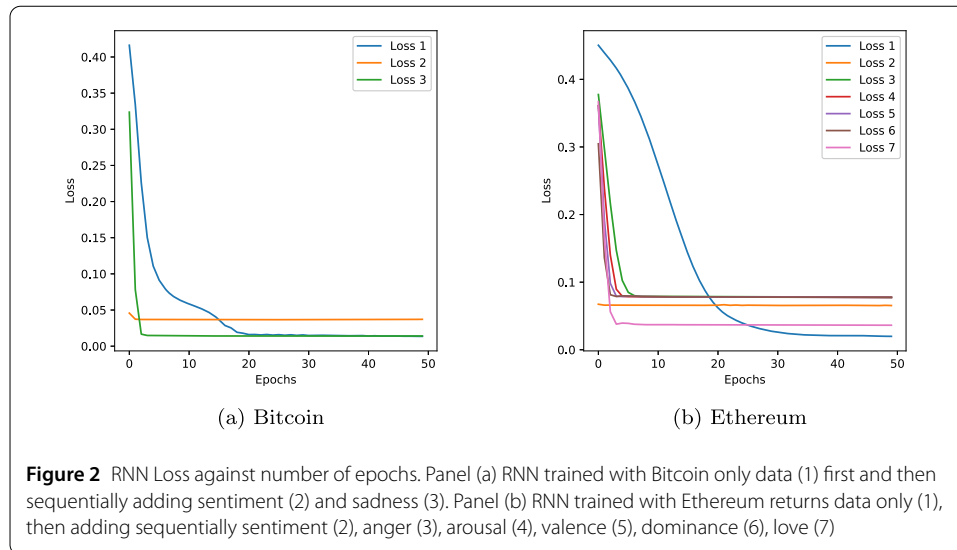 0.40
0.35
0.30
0.25
0.20
0.15
0.10
0.05
0.00
Loss
0 10 20 30 40 50
Epochs
Loss 1
Loss 2
Loss 3
(a) Bitcoin
0.4
0.3
0.2
0.1
0.0
Loss
0 10 20 30 40 50
Epochs
Loss 1
Loss 2
Loss 3
Loss 4
Loss 5
Loss 6
Loss 7
(b) Ethereum
Figure 2 RNN Loss against number of epochs. Panel (a) RNN trained with Bitcoin only data (1) first and then
sequentially adding sentiment (2) and sadness (3). Panel (b) RNN trained with Ethereum returns data only (1),
then adding sequentially sentiment (2), anger (3), arousal (4), valence (5), dominance (6), love (7)